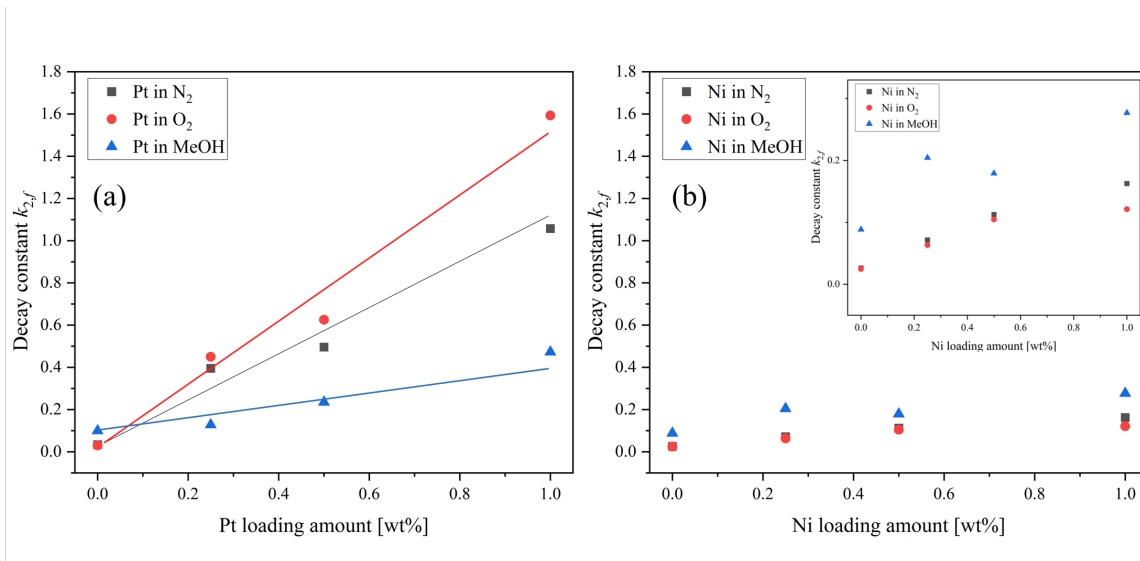 1.8
1.6
1.4
1.2
1.0
0.8
0.6
0.4
0.2
0.0
Decay constant k2,f
Pt in N2
Pt in O2
Pt in MeOH
(a)
0.0 0.2 0.4 0.6 0.8 1.0
Pt loading amount [wt%]
1.8
1.6
1.4
1.2
1.0
0.8
0.6
0.4
0.2
0.0
Decay constant k2,f
Ni in N2
Ni in O2
Ni in MeOH
(b)
0.0 0.2 0.4 0.6 0.8 1.0
Ni loading amount [wt%]
Ni in N2
Ni in O2
Ni in MeOH
0.2
0.0
Decay constant k2,f
0.0 0.2 0.4 0.6 0.8 1.0
Ni loading amount [wt%]